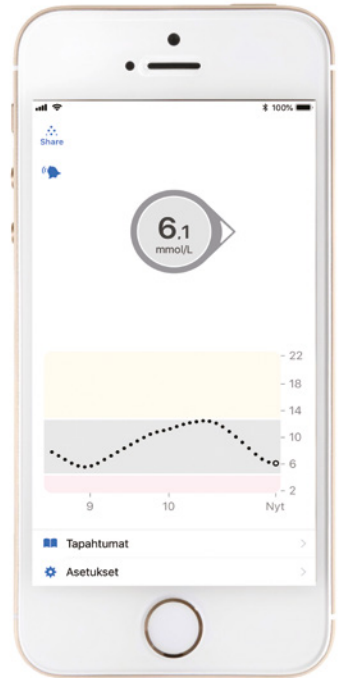 100%
Share
6,1
mmol/L
22
18
14
10
6
2
9 10 Nyt
Tapahtumat
Asetukset